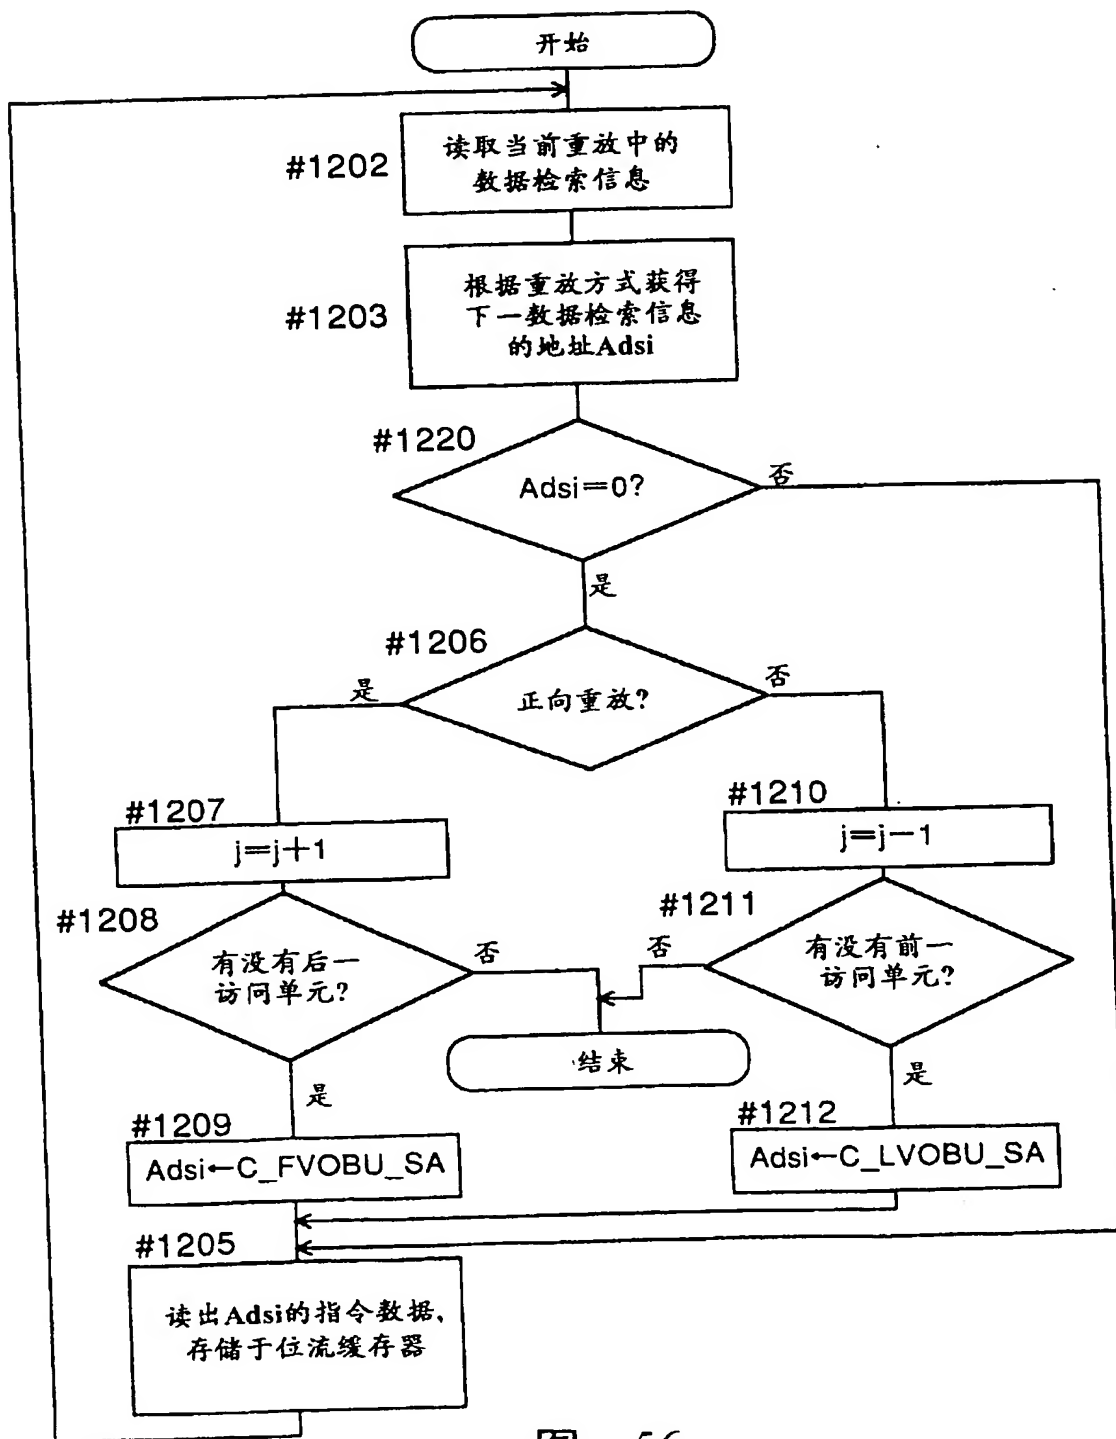 开始
#1202
读取当前重放中的
数据检索信息
#1203
根据重放方式获得
下一数据检索信息
的地址Adsi
#1220
Adsi=0?
否
是
#1206
正向重放?
是
否
#1207
j=j+1
#1210
j=j-1
#1208
有没有后一
访问单元?
否
#1211
有没有前一
访问单元?
否
结束
是
是
#1209
Adsi←C_FVOBU_SA
#1212
Adsi←C_LVOBU_SA
#1205
读出Adsi的指令数据,
存储于位流缓存器
图 56